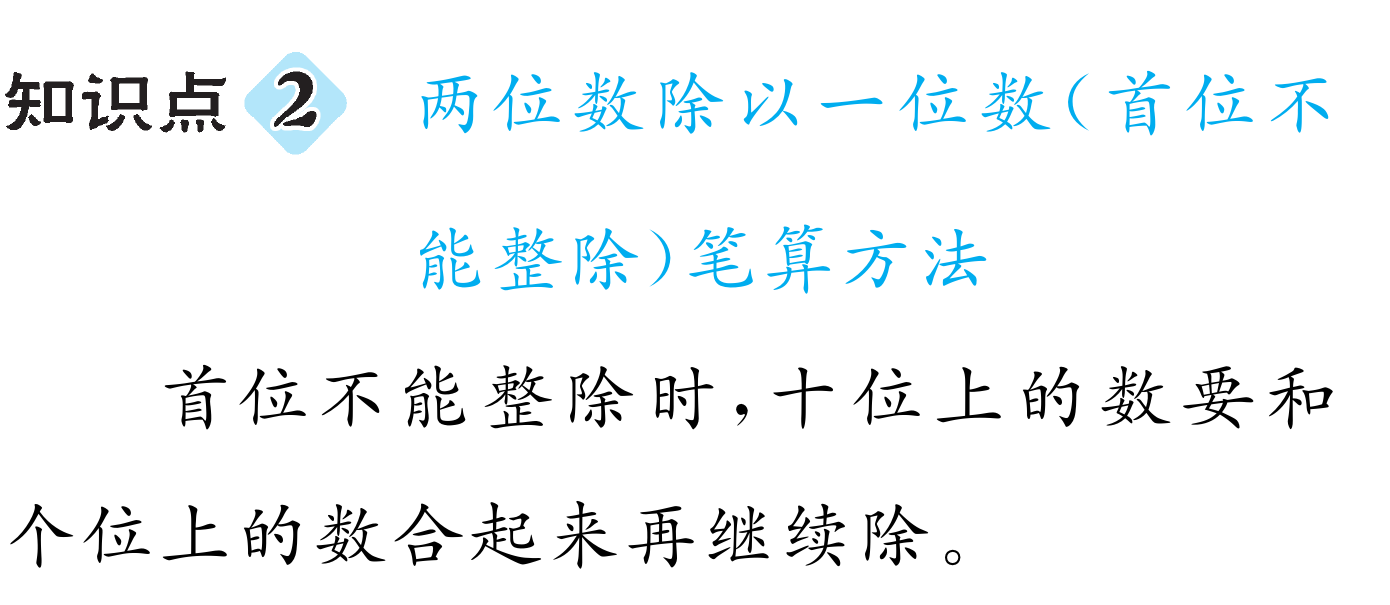 知识点 2 两位数除以一位数(首位不
能整除)笔算方法
首位不能整除时,十位上的数要和
个位上的数合起来再继续除。